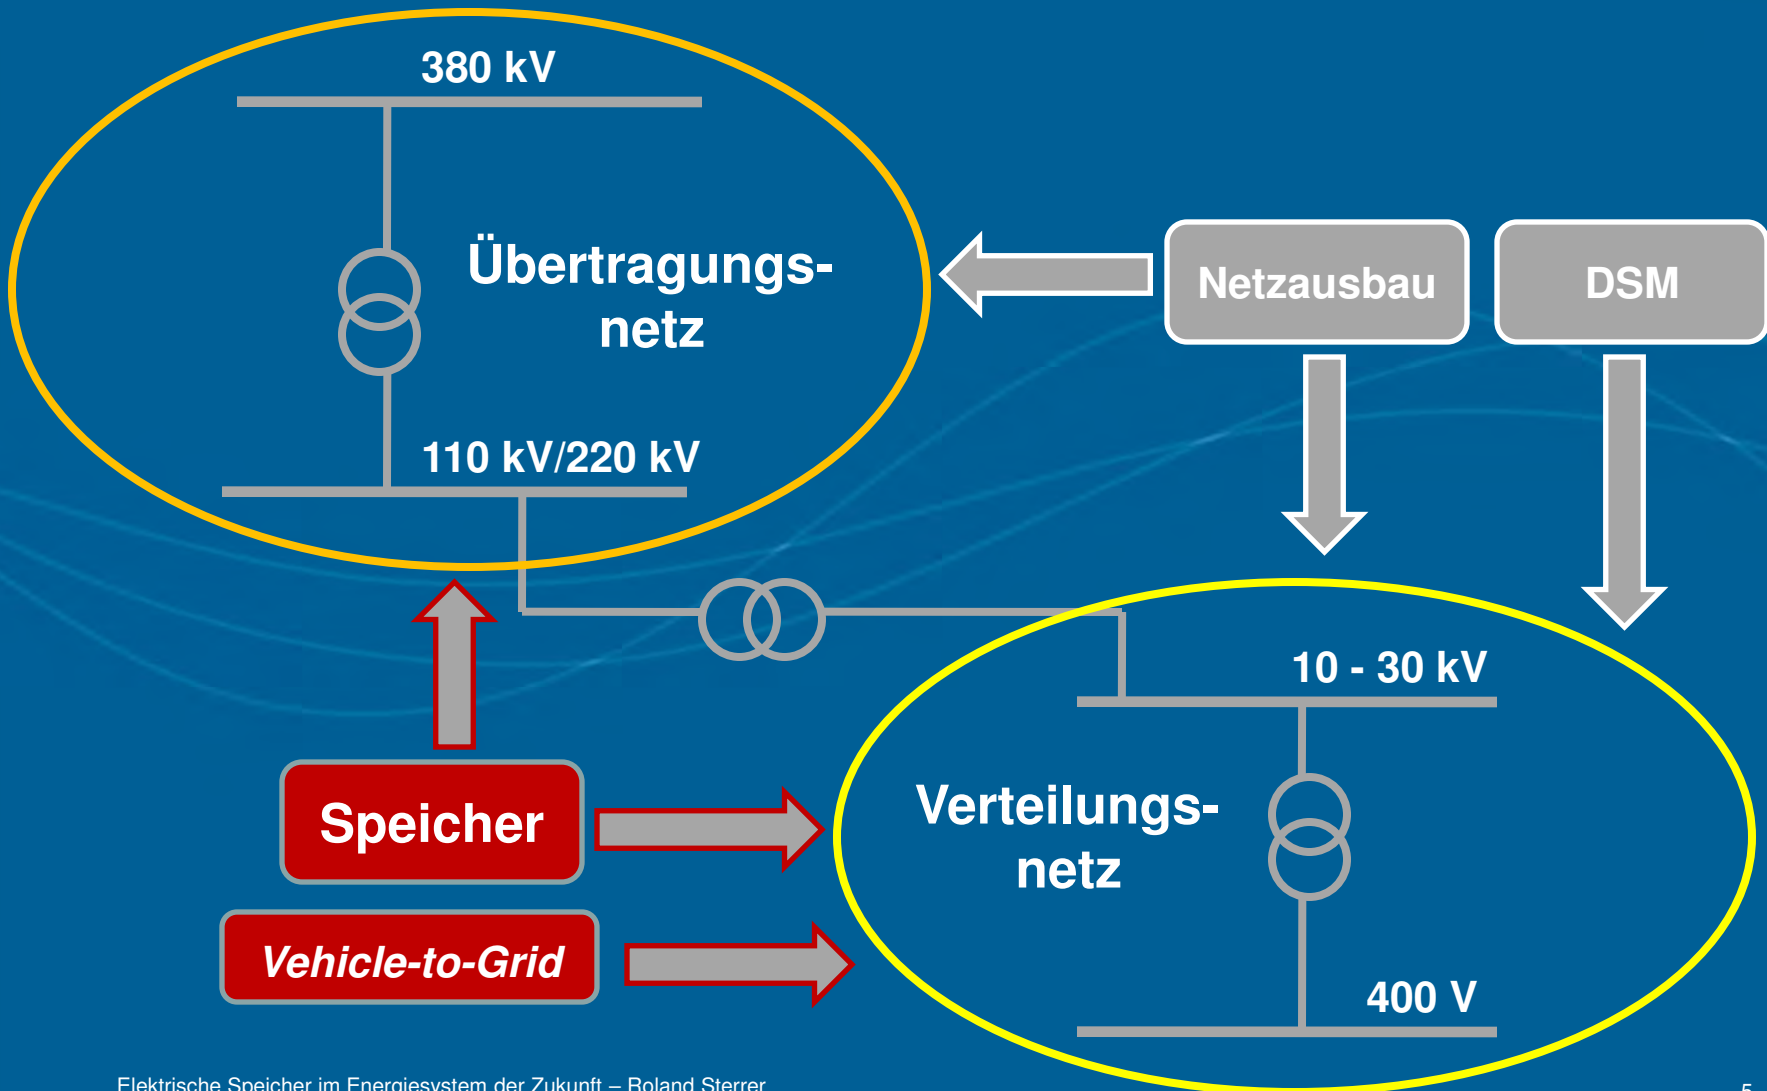 380 kV
Übertragungs-
netz
110 kV/220 kV
Netzausbau
DSM
10 - 30 kV
Verteilungs-
netz
400 V
Speicher
Vehicle-to-Grid
Elektrische Speicher im Energiesystem der Zukunft – Roland Sterrer
5